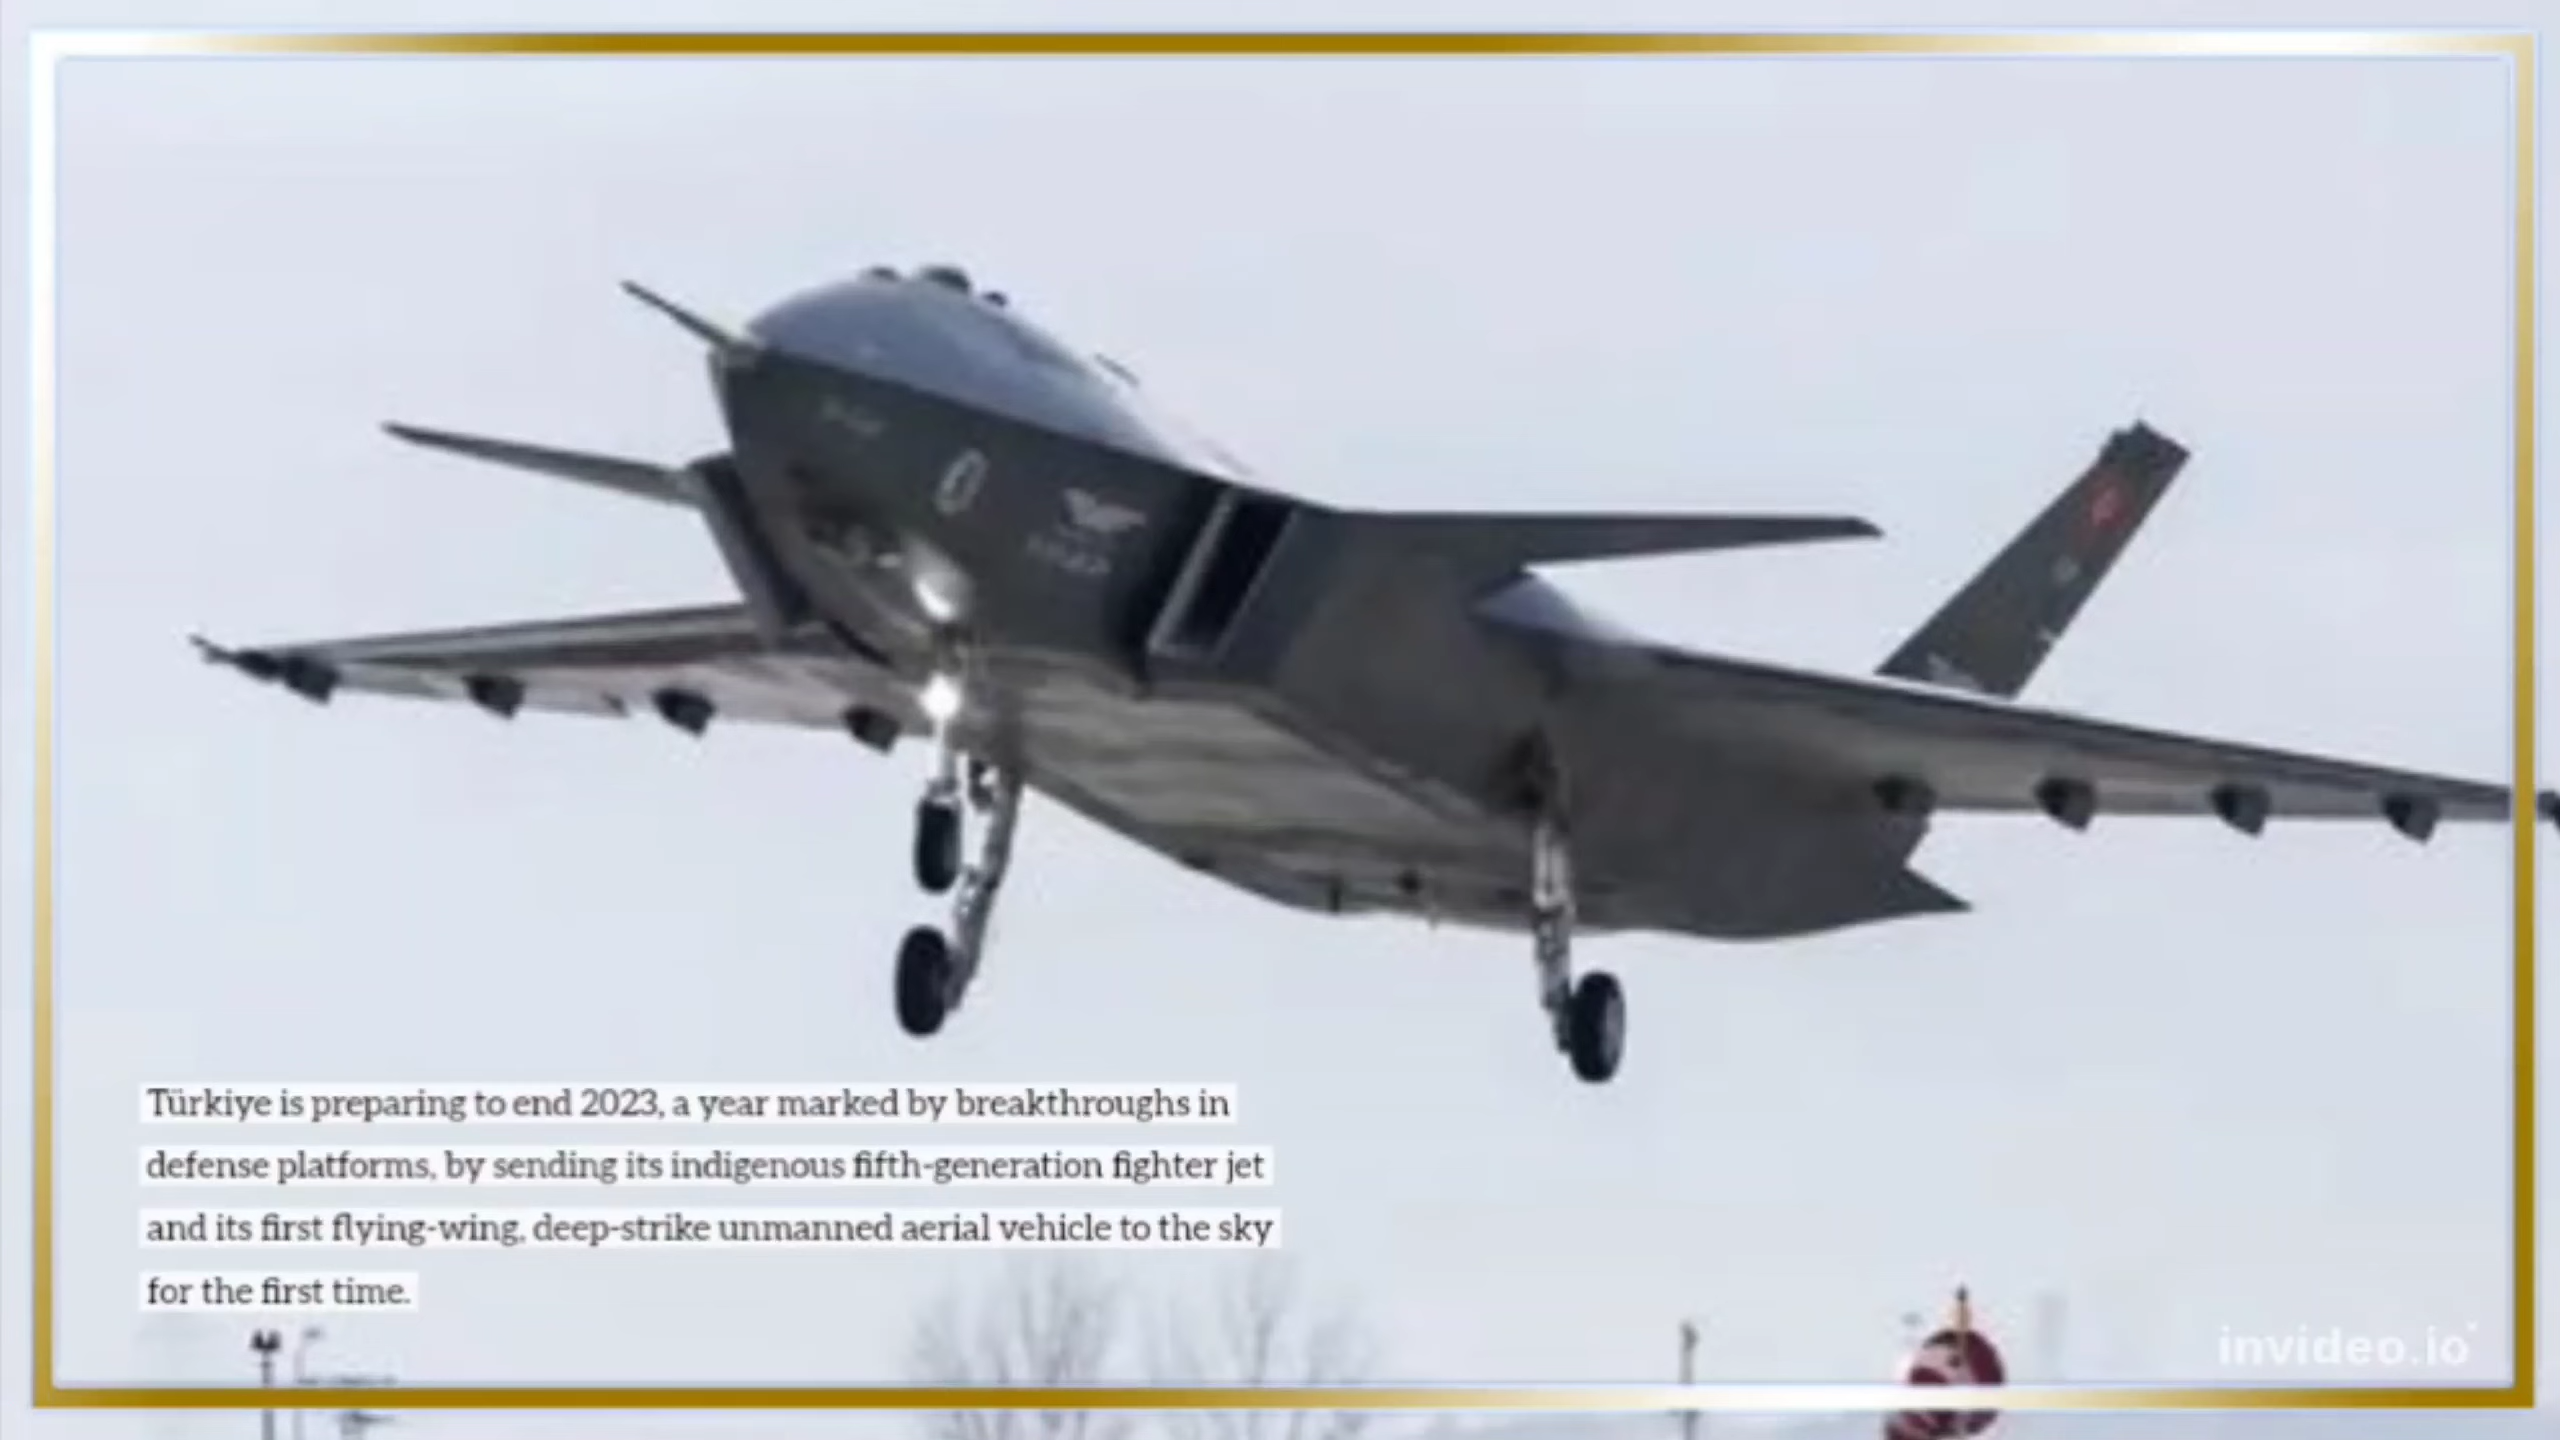 Türkiye is preparing to end 2023, a year marked by breakthroughs in
defense platforms, by sending its indigenous fifth-generation fighter jet
and its first flying-wing, deep-strike unmanned aerial vehicle to the sky
for the first time.
invideo.io